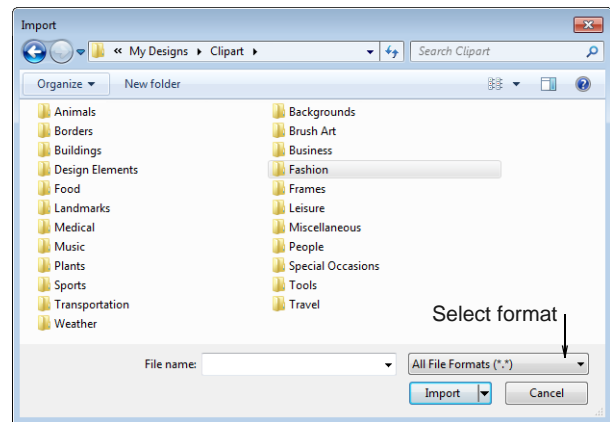 Import
« My Designs ▸ Clipart ▸ Search Clipart
Organize ▾ New folder
Animals
Borders
Buildings
Design Elements
Food
Landmarks
Medical
Music
Plants
Sports
Transportation
Weather
Backgrounds
Brush Art
Business
Fashion
Frames
Leisure
Miscellaneous
People
Special Occasions
Tools
Travel
Select format
File name: All File Formats (*.*)
Import Cancel